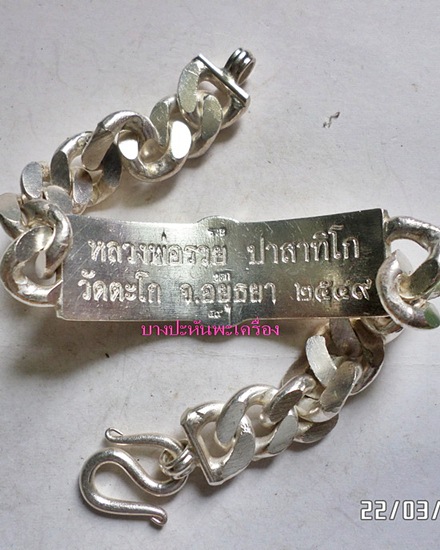 หลวงพ่อรวย ปาสาทิโก
วัดตะโก จ.อยุธยา ๒๕๔๙
บางปะหันพะเครื่อง
22/03/